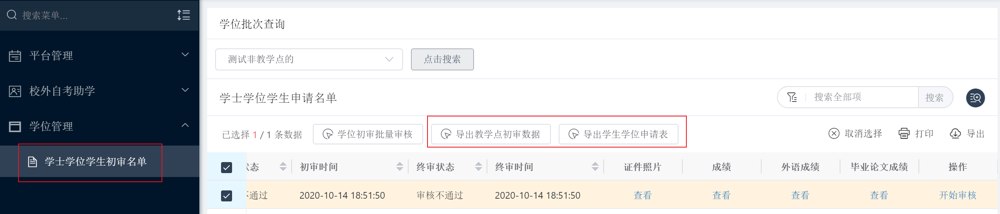 搜索菜单...
平台管理
校外自考助学
学位管理
学士学位学生初审名单
学位批次查询
测试非教学点的 点击搜索
学士学位学生申请名单 搜索全部项 搜索
已选择 1 / 1 条数据 学位初审批量审核 导出教学点初审数据 导出学生学位申请表 取消选择 打印 导出
态 初审时间 终审状态 终审时间 证件照片 成绩 外语成绩 毕业论文成绩 操作
通过 2020-10-14 18:51:50 审核不通过 2020-10-14 18:51:50 查看 查看 查看 查看 开始审核